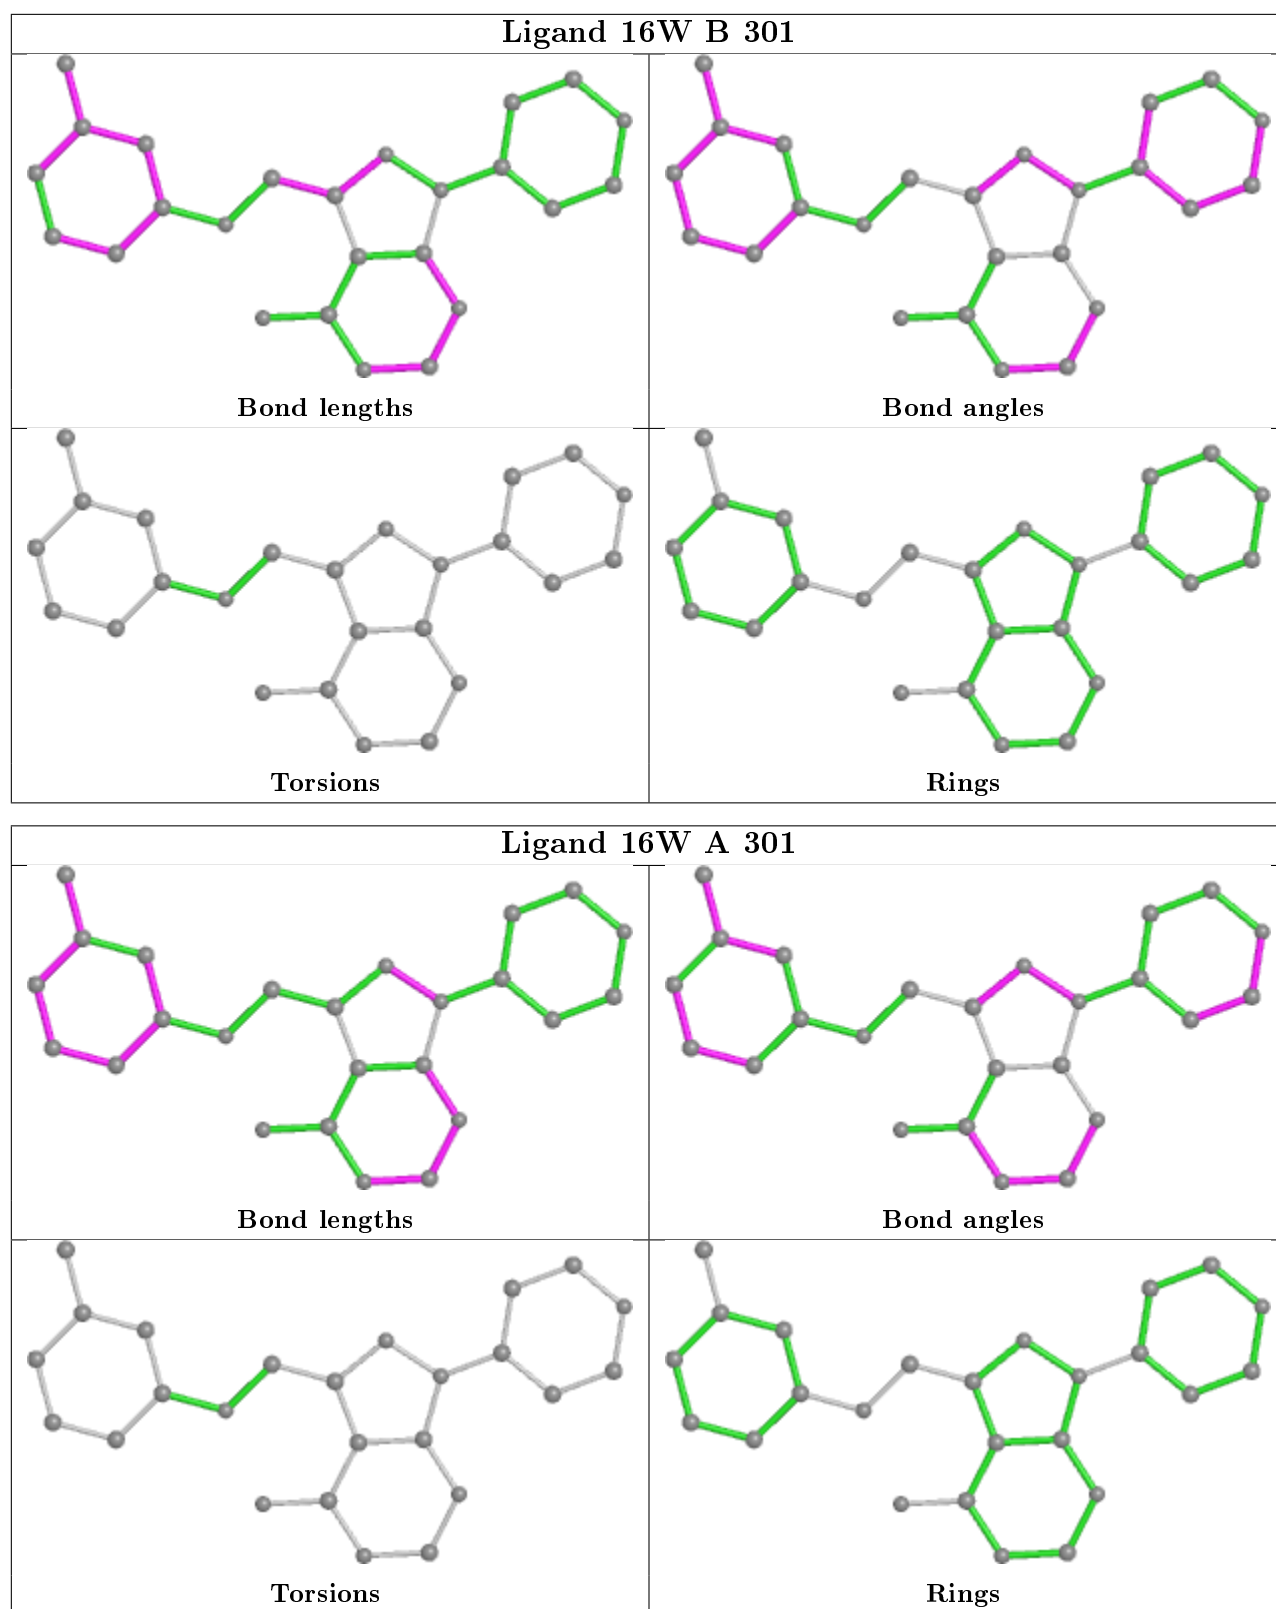 Ligand 16W B 301
Bond lengths
Bond angles
Torsions
Rings
Ligand 16W A 301
Bond lengths
Bond angles
Torsions
Rings